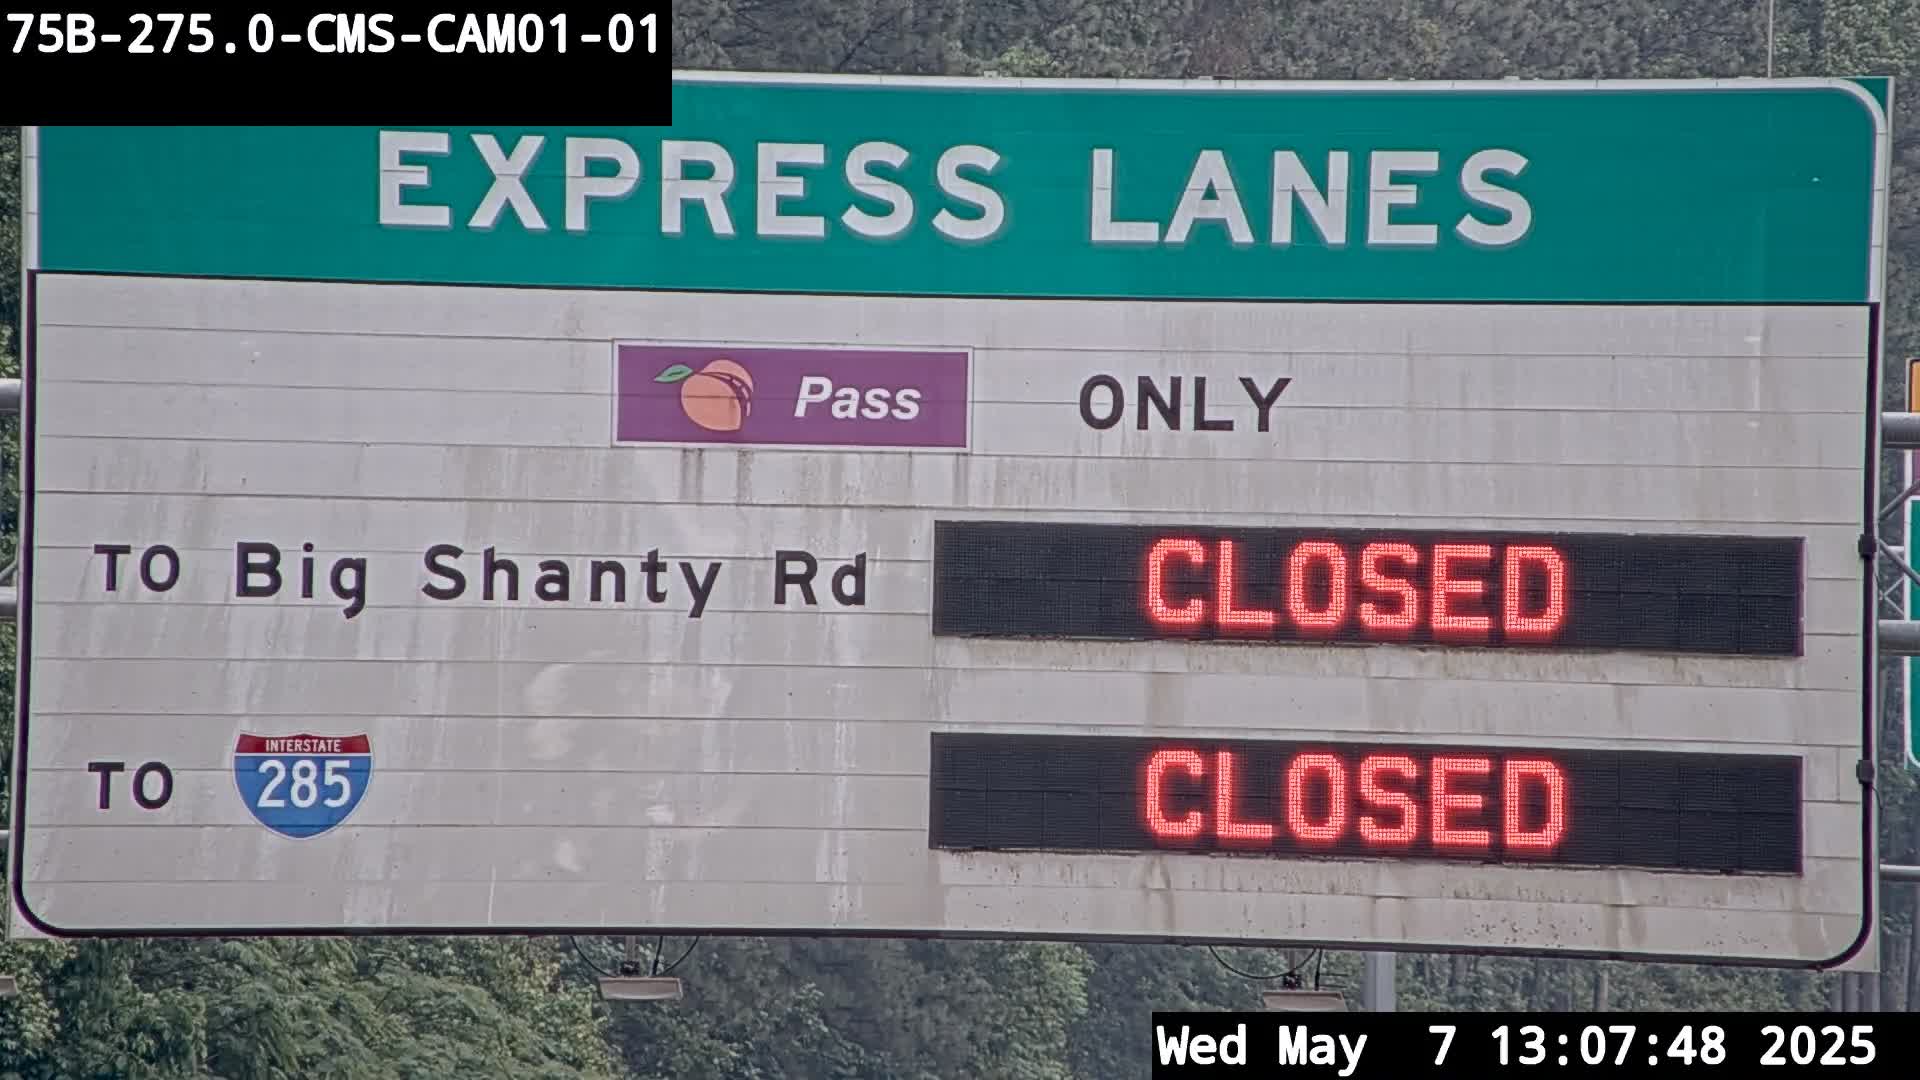 75B-275.0-CMS-CAM01-01
EXPRESS LANES
Pass ONLY
TO Big Shanty Rd CLOSED
TO INTERSTATE 285 CLOSED
Wed May 7 13:07:48 2025